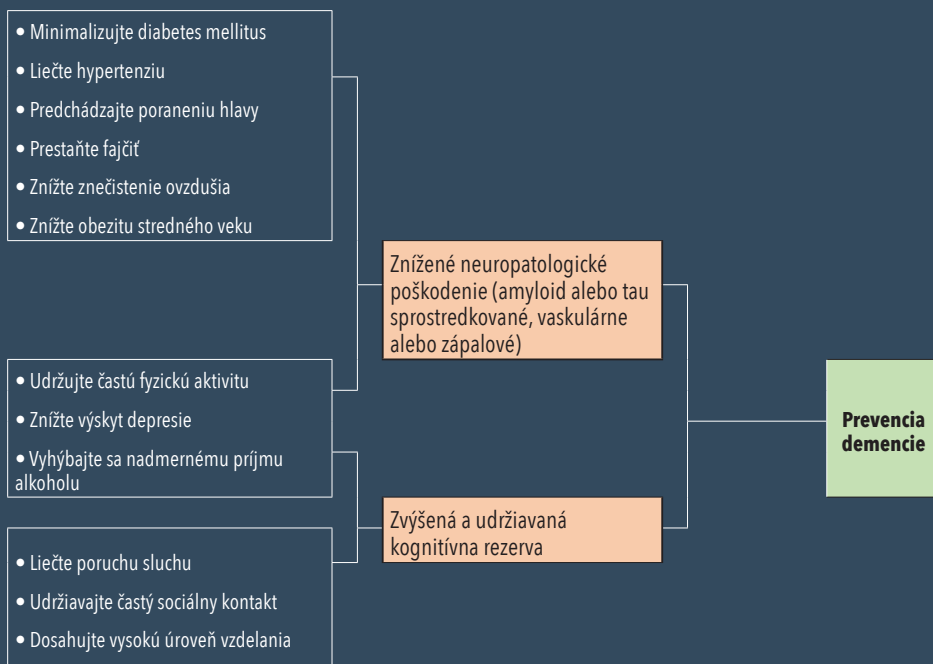 • Minimalizujte diabetes mellitus
• Liečte hypertenziu
• Predchádzajte poraneniu hlavy
• Prestaňte fajčiť
• Znížte znečistenie ovzdušia
• Znížte obezitu stredného veku
Znížené neuropatologické
poškodenie (amyloid alebo tau
sprostredkované, vaskulárne
alebo zápalové)
• Udržujte častú fyzickú aktivitu
• Znížte výskyt depresie
• Vyhýbajte sa nadmernému príjmu
alkoholu
Prevencia
demencie
Zvýšená a udržiavaná
kognitívna rezerva
• Liečte poruchu sluchu
• Udržiavajte častý sociálny kontakt
• Dosahujte vysokú úroveň vzdelania